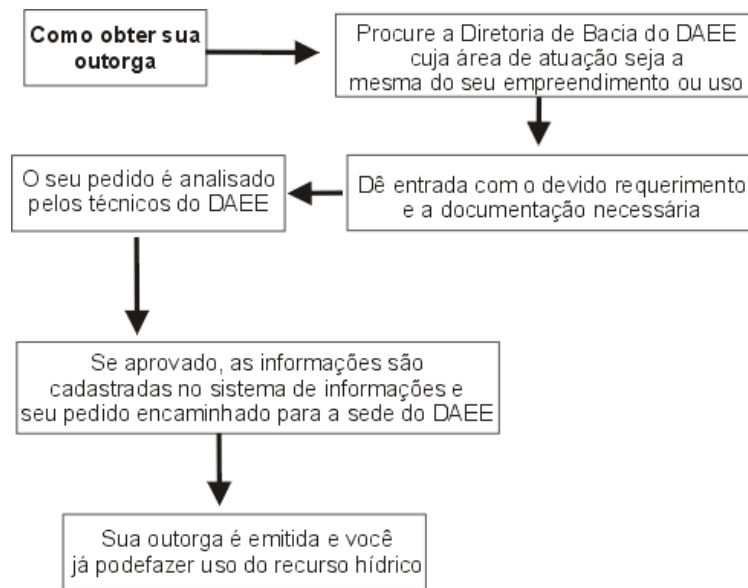 Como obter sua
outorga
Procure a Diretoria de Bacia do DAEE
cuja área de atuação seja a
mesma do seu empreendimento ou uso
Dê entrada com o devido requerimento
e a documentação necessária
O seu pedido é analisado
pelos técnicos do DAEE
Se aprovado, as informações são
cadastradas no sistema de informações e
seu pedido encaminhado para a sede do DAEE
Sua outorga é emitida e você
já podefazer uso do recurso hídrico